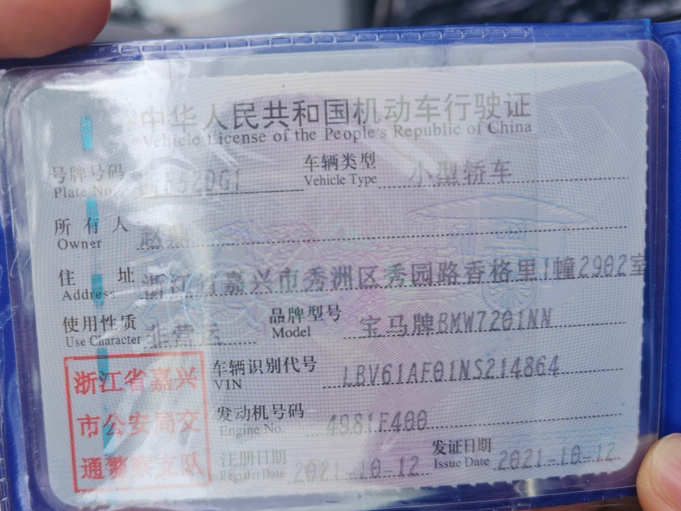 中华人民共和国机动车行驶证
Vehicle License of the People's Republic of China
号牌号码 车辆类型 小型轿车
Plate No. Vehicle Type
所有人
Owner
住址 浙江省嘉兴市秀洲区秀园路香格里1幢2902室
Address
使用性质 非营运 品牌型号 宝马牌BMW7201NN
Use Character Model
浙江省嘉兴
市公安局交
通警察支队
车辆识别代号 LBV61AF01NS214864
VIN
发动机号码 4981F400
Engine No.
注册日期 2021-10-12 发证日期 2021-10-12
Register Date Issue Date